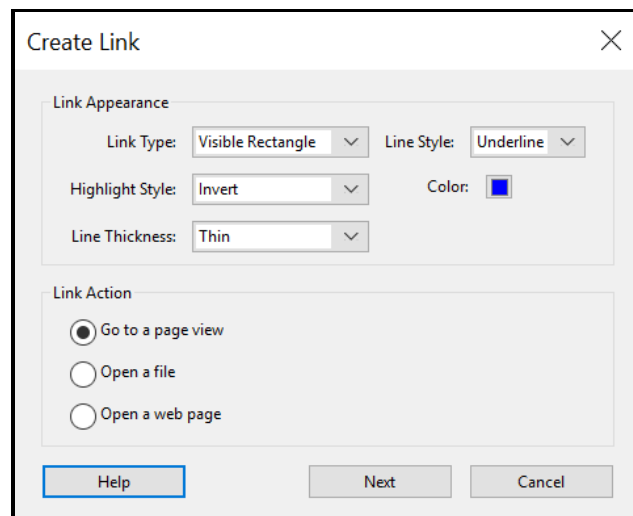 Create Link
Link Appearance
Link Type: Visible Rectangle Line Style: Underline
Highlight Style: Invert Color:
Line Thickness: Thin
Link Action
Go to a page view
Open a file
Open a web page
Help Next Cancel